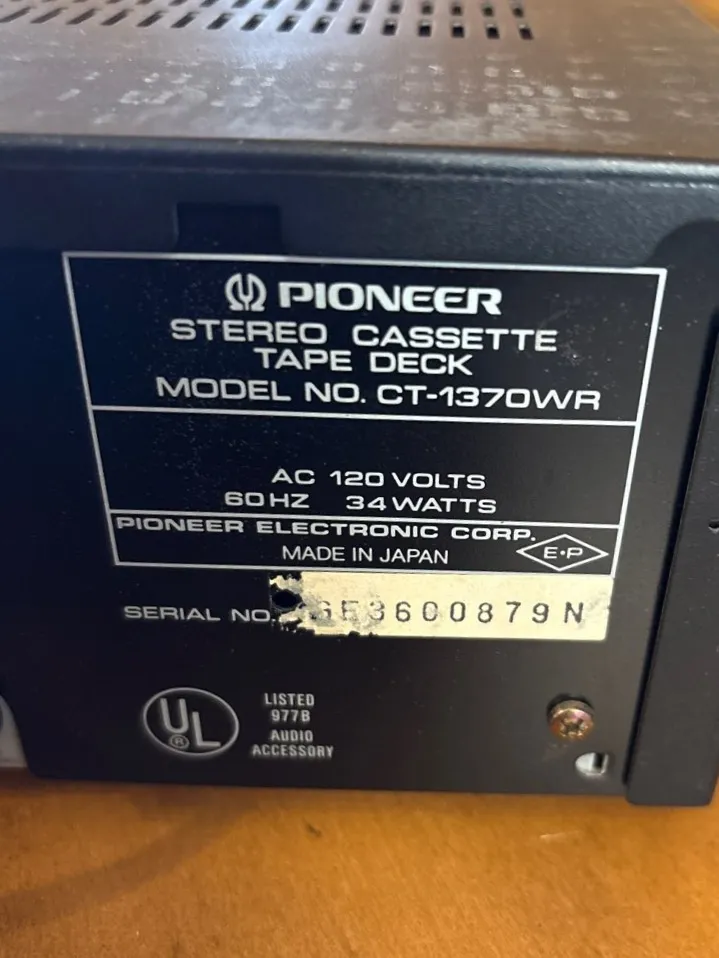 PIONEER
STEREO CASSETTE
TAPE DECK
MODEL NO. CT-1370WR
AC 120 VOLTS
60HZ 34WATTS
PIONEER ELECTRONIC CORP.
MADE IN JAPAN
E•P
SERIAL NO. GE3600879N
UL
®
LISTED
977B
AUDIO
ACCESSORY